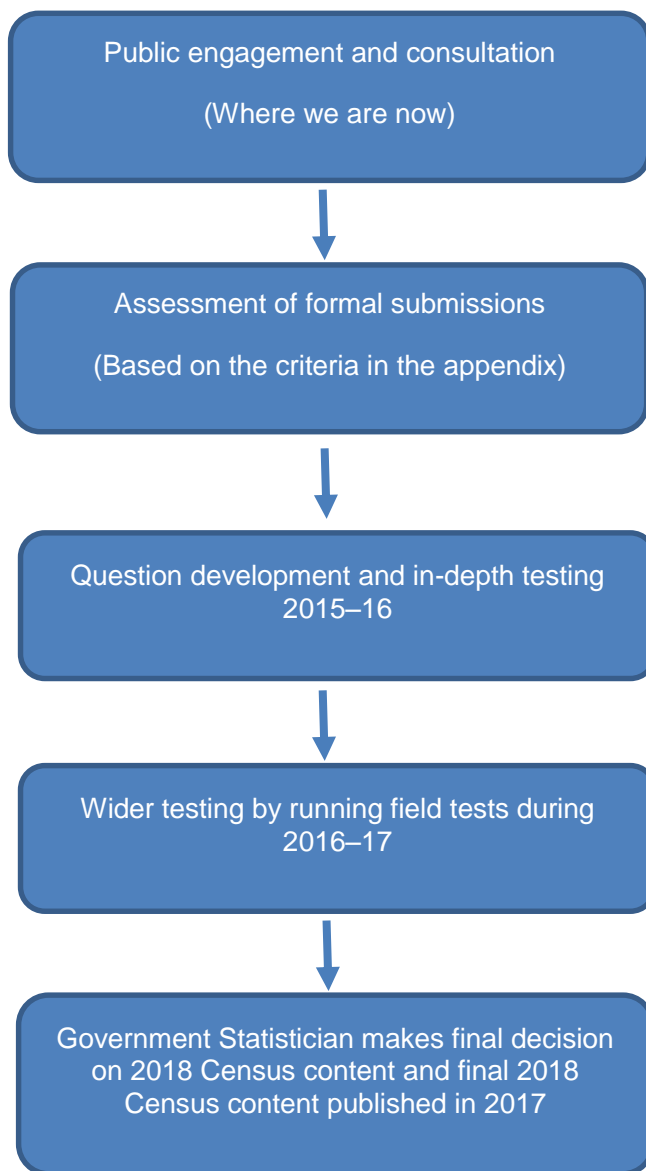 Public engagement and consultation
(Where we are now)
Assessment of formal submissions
(Based on the criteria in the appendix)
Question development and in-depth testing
2015–16
Wider testing by running field tests during
2016–17
Government Statistician makes final decision
on 2018 Census content and final 2018
Census content published in 2017